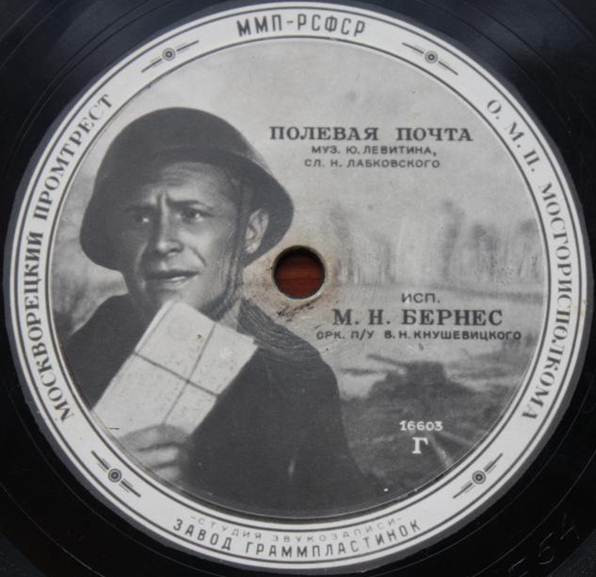 ММП-РСФСР
МОСКВОРЕЦКИЙ ПРОМТРЕСТ
О. М. П. МОСГОРИСПОЛКОМА
ПОЛЕВАЯ ПОЧТА
МУЗ. Ю. ЛЕВИТИНА,
СЛ. Н. ЛАБКОВСКОГО
ИСП.
М. Н. БЕРНЕС
ОРК. П/У В. Н. КНУШЕВИЦКОГО
16603
Г
-СТУДИЯ ЗВУКОЗАПИСИ-
ЗАВОД ГРАММПЛАСТИНОК